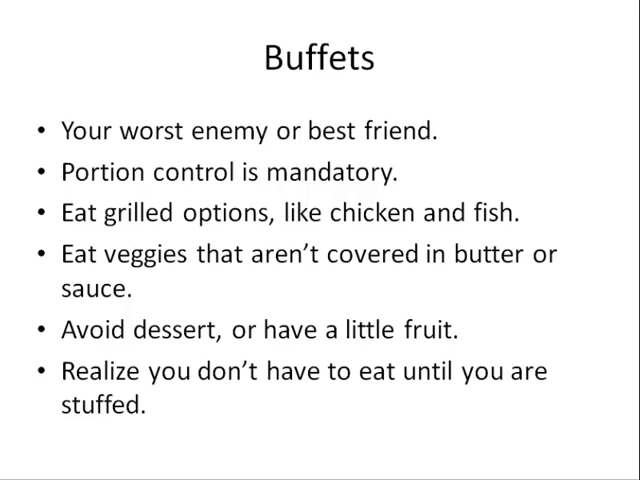 Buffets
• Your worst enemy or best friend.
• Portion control is mandatory.
• Eat grilled options, like chicken and fish.
• Eat veggies that aren’t covered in butter or
sauce.
• Avoid dessert, or have a little fruit.
• Realize you don’t have to eat until you are
stuffed.